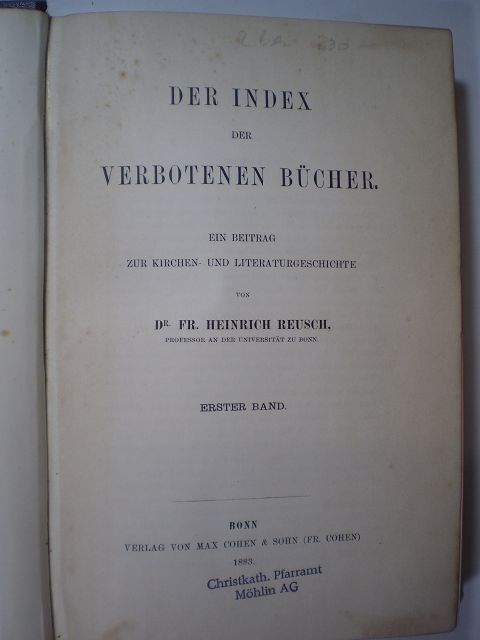 DER INDEX
DER
VERBOTENEN BÜCHER.
EIN BEITRAG
ZUR KIRCHEN- UND LITERATURGESCHICHTE
VON
DR. FR. HEINRICH REUSCH,
PROFESSOR AN DER UNIVERSITÄT ZU BONN.
ERSTER BAND.
BONN
VERLAG VON MAX COHEN & SOHN (FR. COHEN)
1883.
Christkath. Pfarramt
Möhlin AG